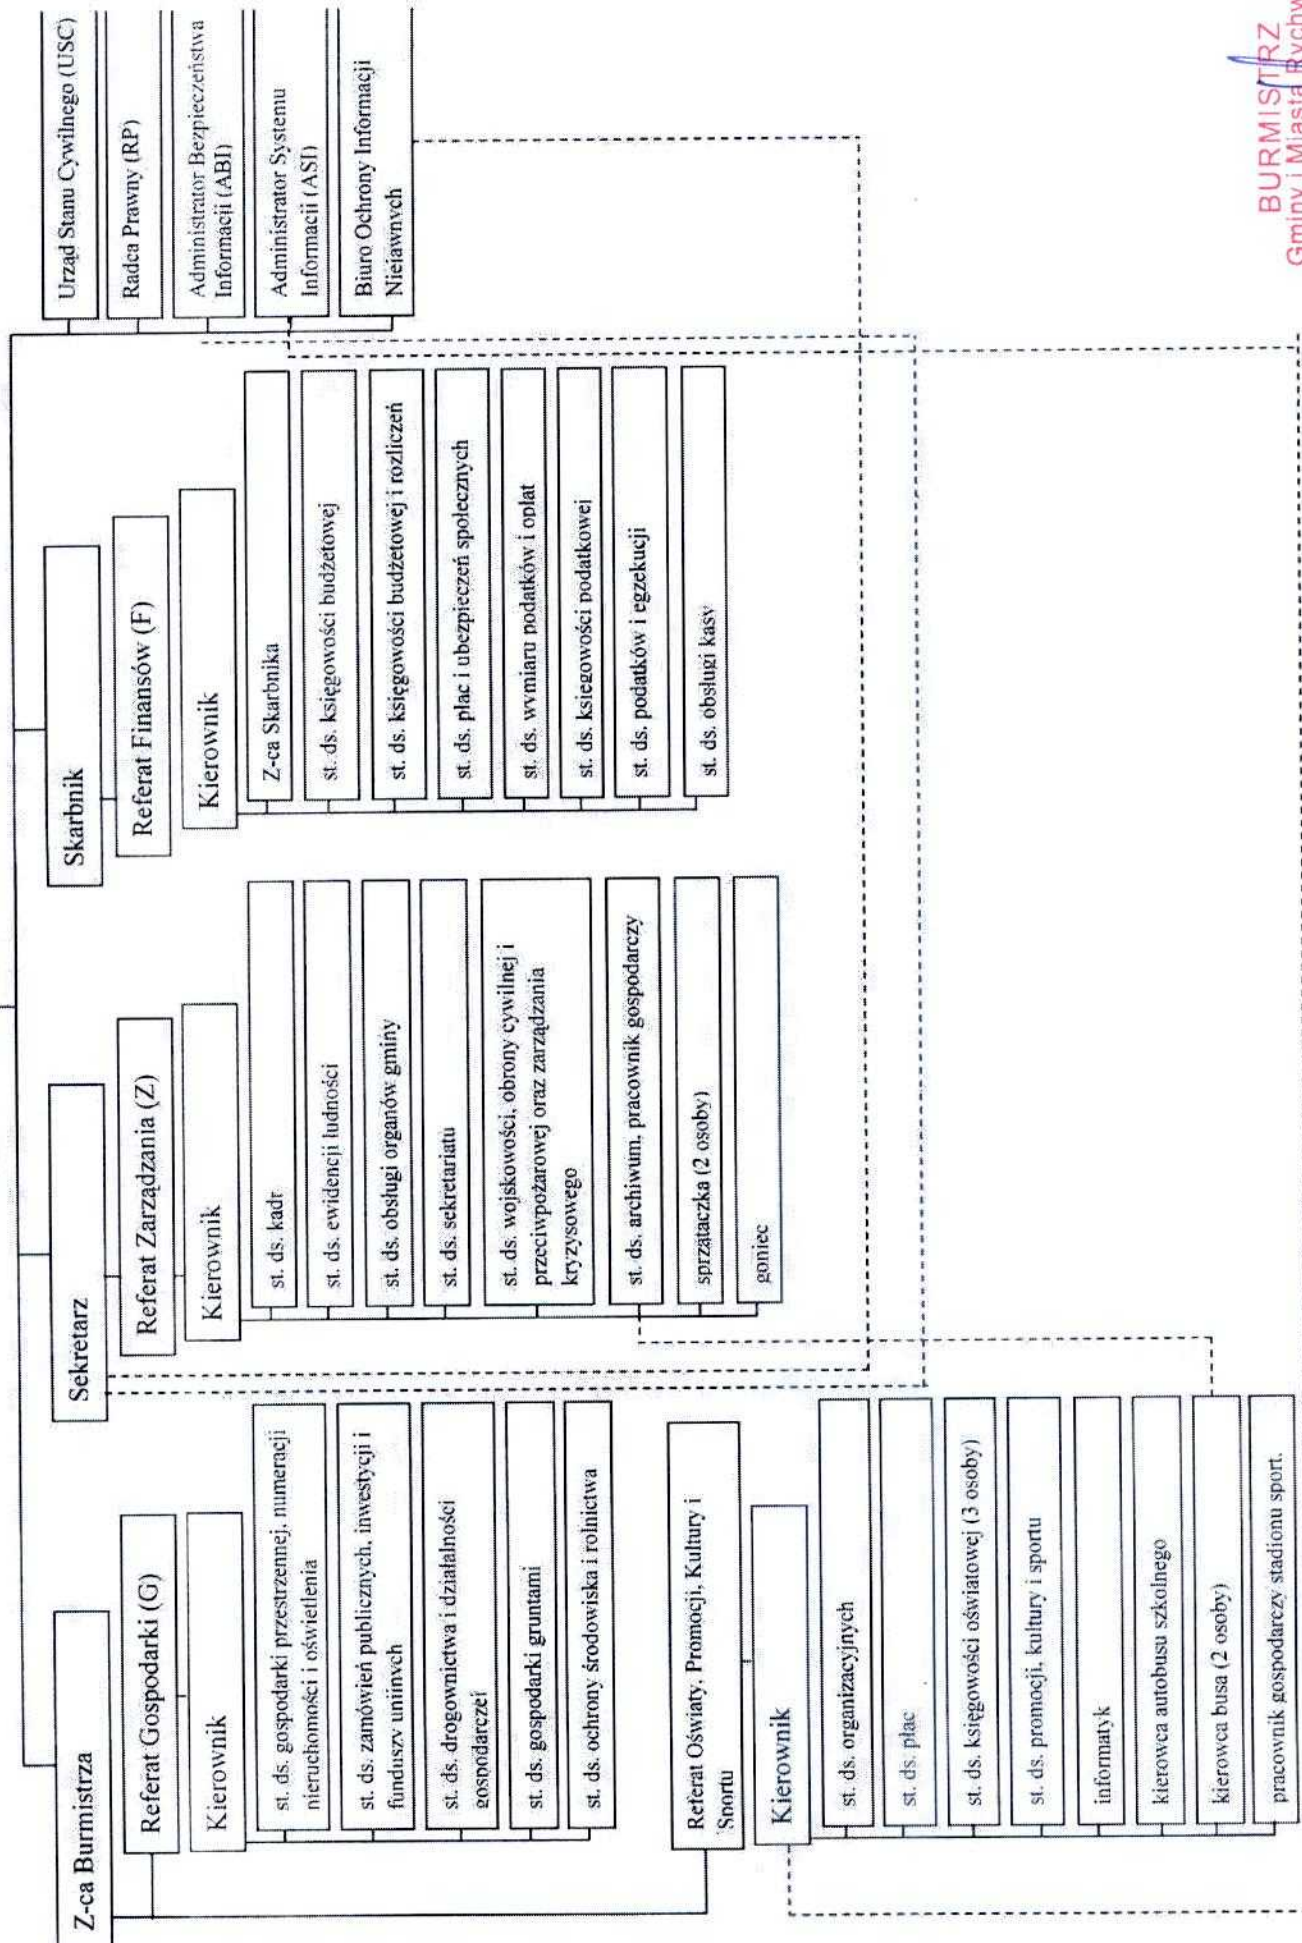 Z-ca Burmistrza
Referat Gospodarki (G)
Kierownik
st. ds. gospodarki przestrzennej, numeracji
nieruchomości i oświetlenia
st. ds. zamówień publicznych, inwestycji i
funduszy unijnych
st. ds. drogownictwa i działalności
gospodarczej
st. ds. gospodarki gruntami
st. ds. ochrony środowiska i rolnictwa
Referat Oświaty, Promocji, Kultury i
Sportu
Kierownik
st. ds. organizacyjnych
st. ds. płac
st. ds. księgowości oświatowej (3 osoby)
st. ds. promocji, kultury i sportu
informatyk
kierowca autobusu szkolnego
kierowca busa (2 osoby)
pracownik gospodarczy stadionu sport.
Sekretarz
Referat Zarządzania (Z)
Kierownik
st. ds. kadr
st. ds. ewidencji ludności
st. ds. obsługi organów gminy
st. ds. sekretariatu
st. ds. wojskowości, obrony cywilnej i
przeciwpożarowej oraz zarządzania
kryzysowego
st. ds. archiwum, pracownik gospodarczy
sprzątaczka (2 osoby)
goniec
Skarbnik
Referat Finansów (F)
Kierownik
Z-ca Skarbnika
st. ds. księgowości budżetowej
st. ds. księgowości budżetowej i rozliczeń
st. ds. płac i ubezpieczeń społecznych
st. ds. wymiaru podatków i opłat
st. ds. księgowości podatkowej
st. ds. podatków i egzekucji
st. ds. obsługi kasy
Urząd Stanu Cywilnego (USC)
Radca Prawny (RP)
Administrator Bezpieczeństwa
Informacji (ABI)
Administrator Systemu
Informacji (ASI)
Biuro Ochrony Informacji
Niejawnych
BURMISTRZ
Gminy i Miasta Rychw